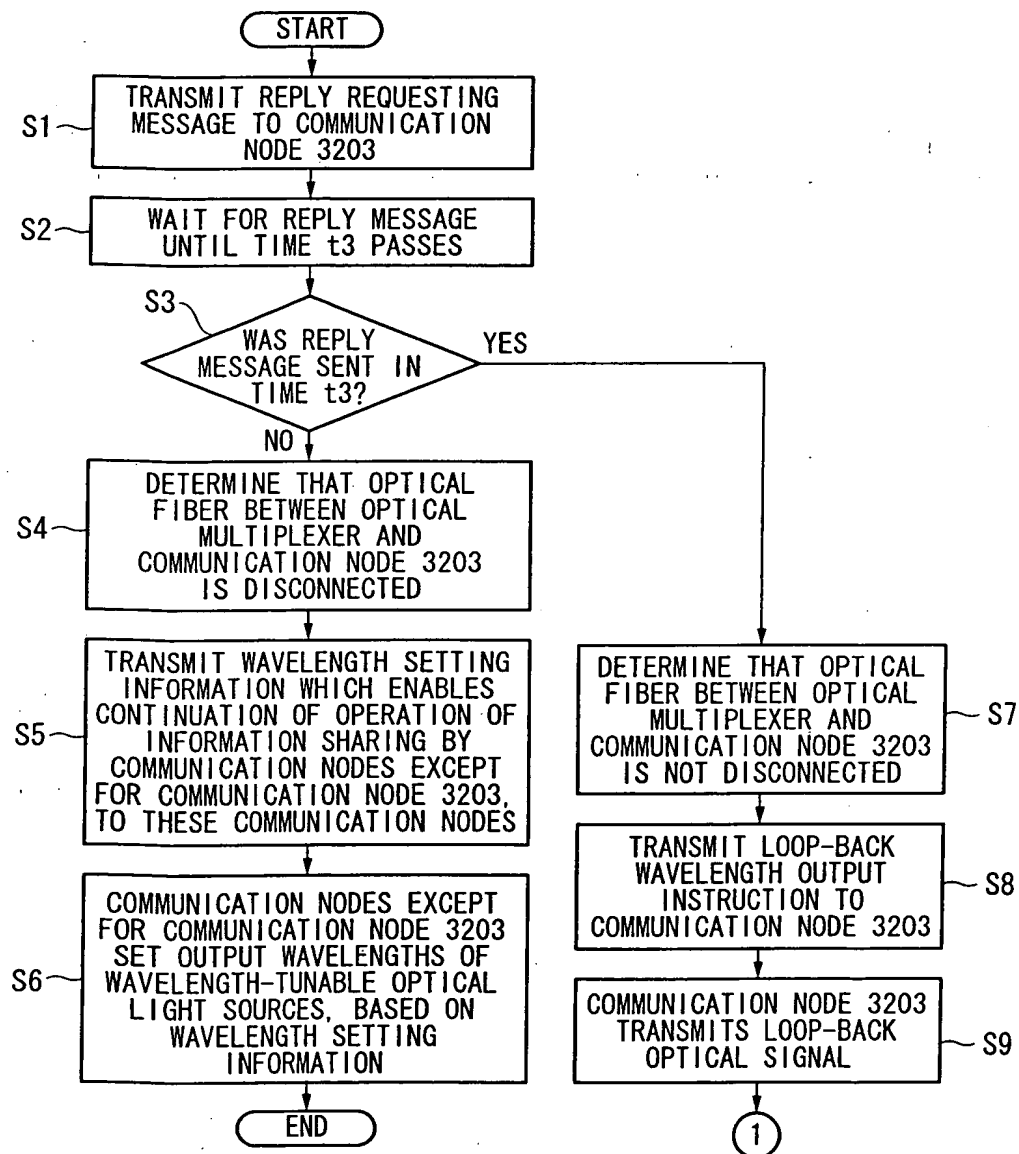 START
S1
TRANSMIT REPLY REQUESTING
MESSAGE TO COMMUNICATION
NODE 3203
S2
WAIT FOR REPLY MESSAGE
UNTIL TIME t3 PASSES
S3
WAS REPLY
MESSAGE SENT IN
TIME t3?
YES
NO
S4
DETERMINE THAT OPTICAL
FIBER BETWEEN OPTICAL
MULTIPLEXER AND
COMMUNICATION NODE 3203
IS DISCONNECTED
S5
TRANSMIT WAVELENGTH SETTING
INFORMATION WHICH ENABLES
CONTINUATION OF OPERATION OF
INFORMATION SHARING BY
COMMUNICATION NODES EXCEPT
FOR COMMUNICATION NODE 3203,
TO THESE COMMUNICATION NODES
S6
COMMUNICATION NODES EXCEPT
FOR COMMUNICATION NODE 3203
SET OUTPUT WAVELENGTHS OF
WAVELENGTH-TUNABLE OPTICAL
LIGHT SOURCES, BASED ON
WAVELENGTH SETTING
INFORMATION
END
DETERMINE THAT OPTICAL
FIBER BETWEEN OPTICAL
MULTIPLEXER AND
COMMUNICATION NODE 3203
IS NOT DISCONNECTED
S7
TRANSMIT LOOP-BACK
WAVELENGTH OUTPUT
INSTRUCTION TO
COMMUNICATION NODE 3203
S8
COMMUNICATION NODE 3203
TRANSMITS LOOP-BACK
OPTICAL SIGNAL
S9
1